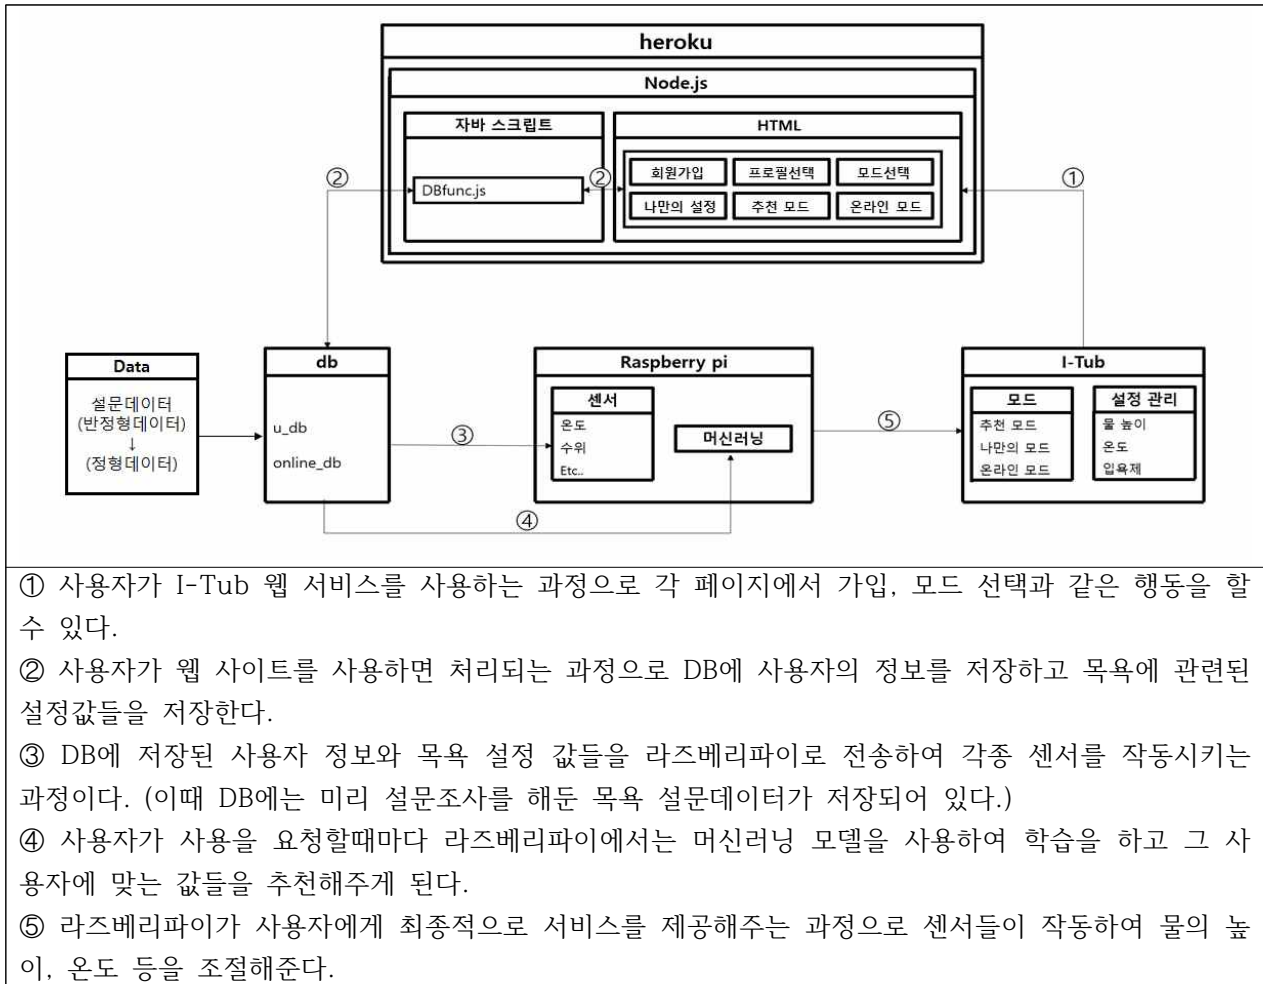 heroku
Node.js
자바 스크립트
HTML
회원가입
프로필선택
모드선택
②
DBfunc.js
②
①
나만의 설정
추천 모드
온라인 모드
Data
설문데이터
(반정형데이터)
↓
(정형데이터)
db
u_db
online_db
③
④
Raspberry pi
센서
온도
수위
Etc..
머신러닝
⑤
I-Tub
모드
추천 모드
나만의 모드
온라인 모드
설정 관리
물 높이
온도
입욕제
① 사용자가 I-Tub 웹 서비스를 사용하는 과정으로 각 페이지에서 가입, 모드 선택과 같은 행동을 할
수 있다.
② 사용자가 웹 사이트를 사용하면 처리되는 과정으로 DB에 사용자의 정보를 저장하고 목욕에 관련된
설정값들을 저장한다.
③ DB에 저장된 사용자 정보와 목욕 설정 값들을 라즈베리파이로 전송하여 각종 센서를 작동시키는
과정이다. (이때 DB에는 미리 설문조사를 해둔 목욕 설문데이터가 저장되어 있다.)
④ 사용자가 사용을 요청할때마다 라즈베리파이에서는 머신러닝 모델을 사용하여 학습을 하고 그 사
용자에 맞는 값들을 추천해주게 된다.
⑤ 라즈베리파이가 사용자에게 최종적으로 서비스를 제공해주는 과정으로 센서들이 작동하여 물의 높
이, 온도 등을 조절해준다.